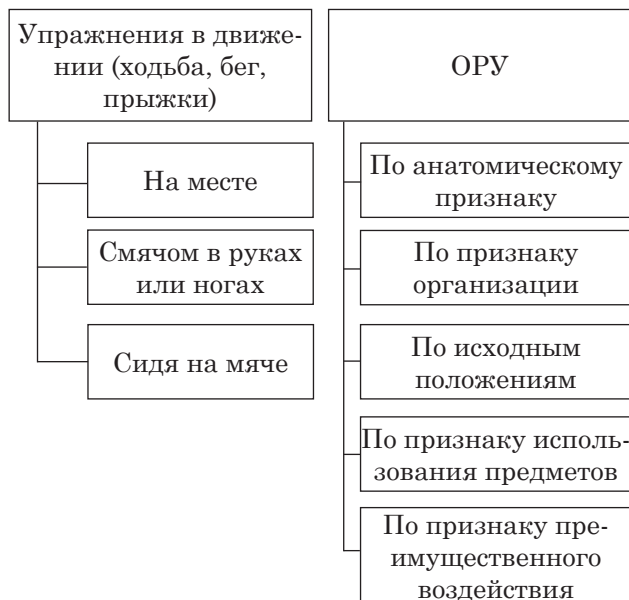 Упражнения в движе-
нии (ходьба, бег,
прыжки)
На месте
Смячом в руках
или ногах
Сидя на мяче
ОРУ
По анатомическому
признаку
По признаку
организации
По исходным
положениям
По признаку исполь-
зования предметов
По признаку пре-
имущественного
воздействия